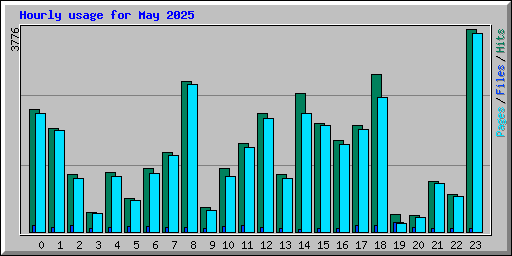 Hourly usage for May 2025
3776
0 1 2 3 4 5 6 7 8 9 10 11 12 13 14 15 16 17 18 19 20 21 22 23
Pages / Files / Hits